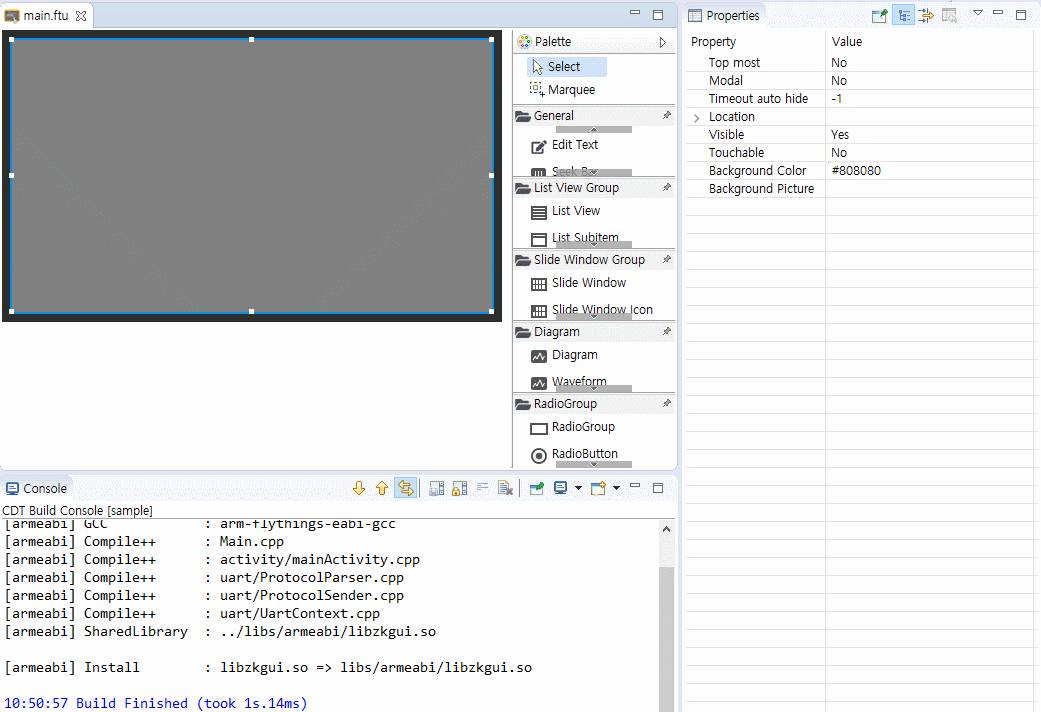 main.ftu
Palette
Select
Marquee
General
Edit Text
List View Group
List View
List Subitem
Slide Window Group
Slide Window
Slide Window Icon
Diagram
Diagram
Waveform
RadioGroup
RadioGroup
RadioButton
Properties
Property Value
Top most No
Modal No
Timeout auto hide -1
Location
Visible Yes
Touchable No
Background Color #808080
Background Picture
Console
CDT Build Console [sample]
[armeabi] GCC : arm-flythings-eabi-gcc
[armeabi] Compile++ : Main.cpp
[armeabi] Compile++ : activity/mainActivity.cpp
[armeabi] Compile++ : uart/ProtocolParser.cpp
[armeabi] Compile++ : uart/ProtocolSender.cpp
[armeabi] Compile++ : uart/UartContext.cpp
[armeabi] SharedLibrary : ../libs/armeabi/libzkgui.so
[armeabi] Install : libzkgui.so => libs/armeabi/libzkgui.so
10:50:57 Build Finished (took 1s.14ms)